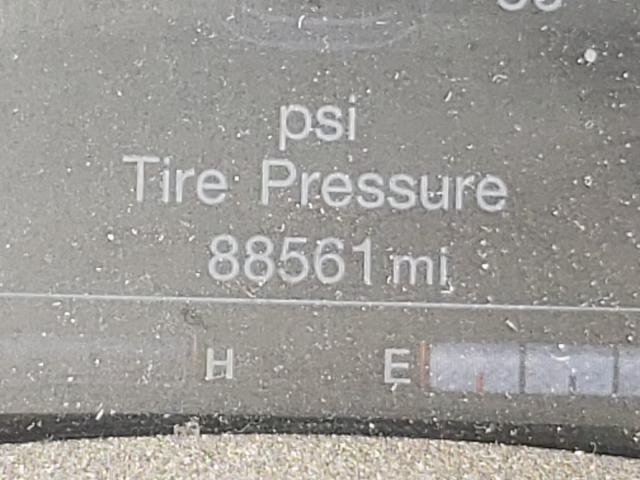 psi
Tire Pressure
88561 mi
H E